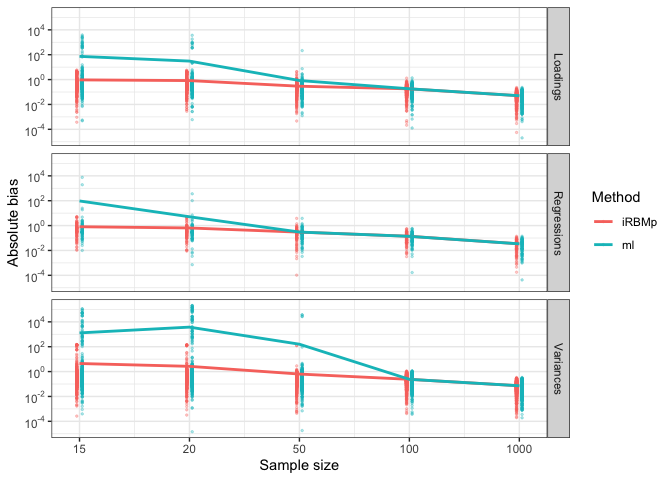 10⁴
10²
10⁰
10⁻²
10⁻⁴
Loadings
10⁴
10²
10⁰
10⁻²
10⁻⁴
Regressions
10⁴
10²
10⁰
10⁻²
10⁻⁴
Variances
Absolute bias
15 20 50 100 1000
Sample size
Method
iRBMp
ml